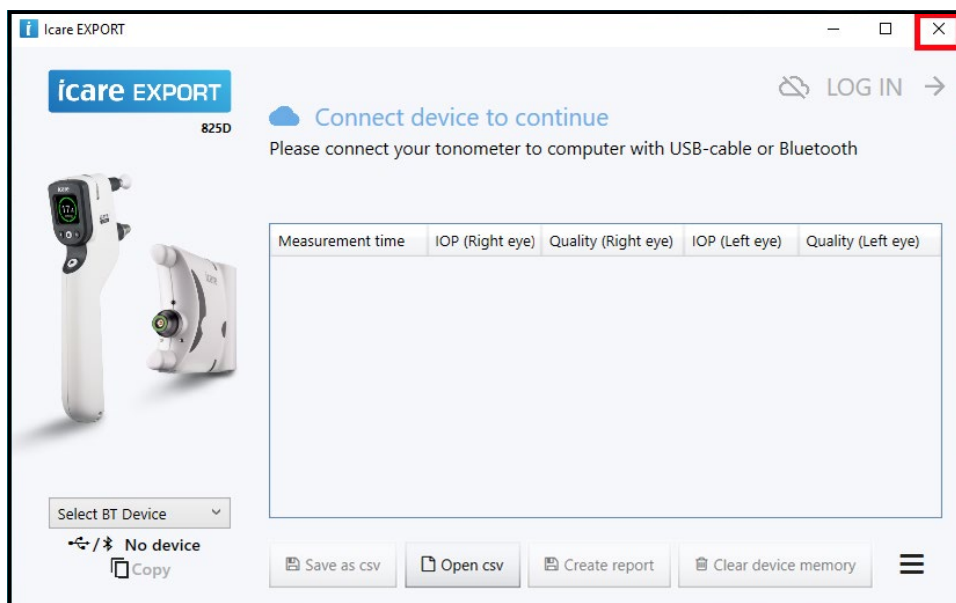 Icare EXPORT
icare EXPORT
825D
LOG IN
Connect device to continue
Please connect your tonometer to computer with USB-cable or Bluetooth
Measurement time IOP (Right eye) Quality (Right eye) IOP (Left eye) Quality (Left eye)
Select BT Device
/ No device
Copy
Save as csv Open csv Create report Clear device memory